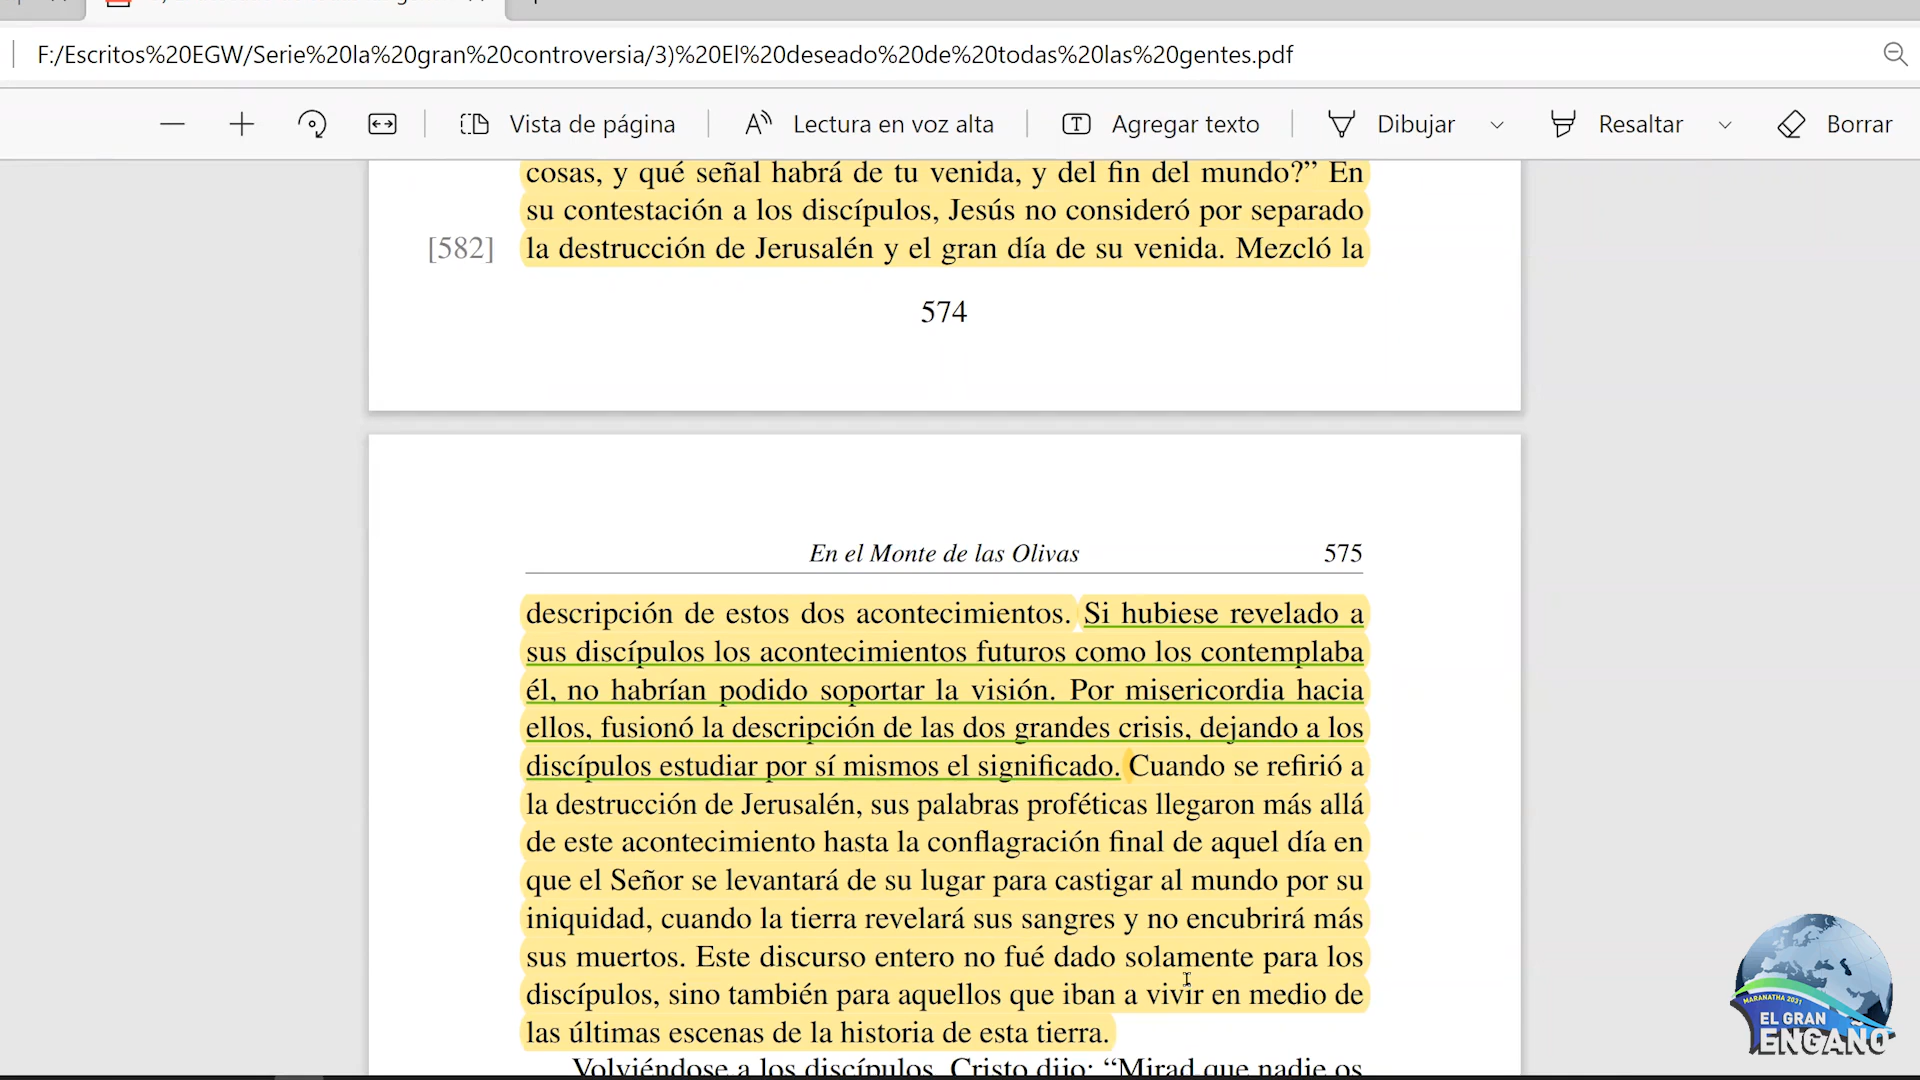 F:/Escritos%20EGW/Serie%20la%20gran%20controversia/3)%20El%20deseado%20de%20todas%20las%20gentes.pdf
Vista de página
Lectura en voz alta
Agregar texto
Dibujar
Resaltar
Borrar
cosas, y qué señal habrá de tu venida, y del fin del mundo?” En
su contestación a los discípulos, Jesús no consideró por separado
[582] la destrucción de Jerusalén y el gran día de su venida. Mezcló la
574
En el Monte de las Olivas 575
descripción de estos dos acontecimientos. Si hubiese revelado a
sus discípulos los acontecimientos futuros como los contemplaba
él, no habrían podido soportar la visión. Por misericordia hacia
ellos, fusionó la descripción de las dos grandes crisis, dejando a los
discípulos estudiar por sí mismos el significado. Cuando se refirió a
la destrucción de Jerusalén, sus palabras proféticas llegaron más allá
de este acontecimiento hasta la conflagración final de aquel día en
que el Señor se levantará de su lugar para castigar al mundo por su
iniquidad, cuando la tierra revelará sus sangres y no encubrirá más
sus muertos. Este discurso entero no fué dado solamente para los
discípulos, sino también para aquellos que iban a vivir en medio de
las últimas escenas de la historia de esta tierra.
Volviéndose a los discípulos, Cristo dijo: “Mirad que nadie os
MARANATHA 2021
EL GRAN
ENGAÑO